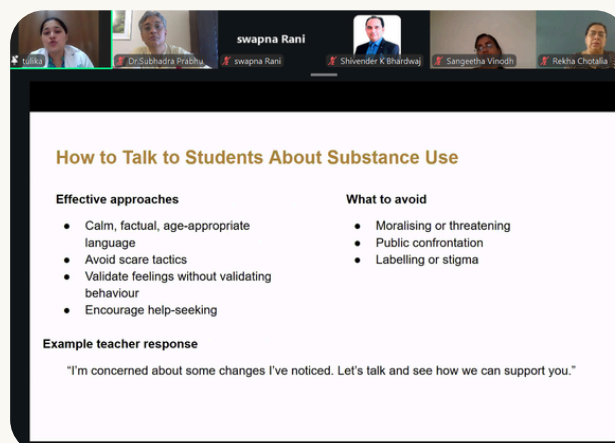 swapna Rani
tulika
Dr.Subhadra Prabhu
swapna Rani
Shivender K Bhardwaj
Sangeetha Vinodh
Rekha Chotalia
How to Talk to Students About Substance Use
Effective approaches
Calm, factual, age-appropriate
language
Avoid scare tactics
Validate feelings without validating
behaviour
Encourage help-seeking
What to avoid
Moralising or threatening
Public confrontation
Labelling or stigma
Example teacher response
“I’m concerned about some changes I’ve noticed. Let’s talk and see how we can support you.”